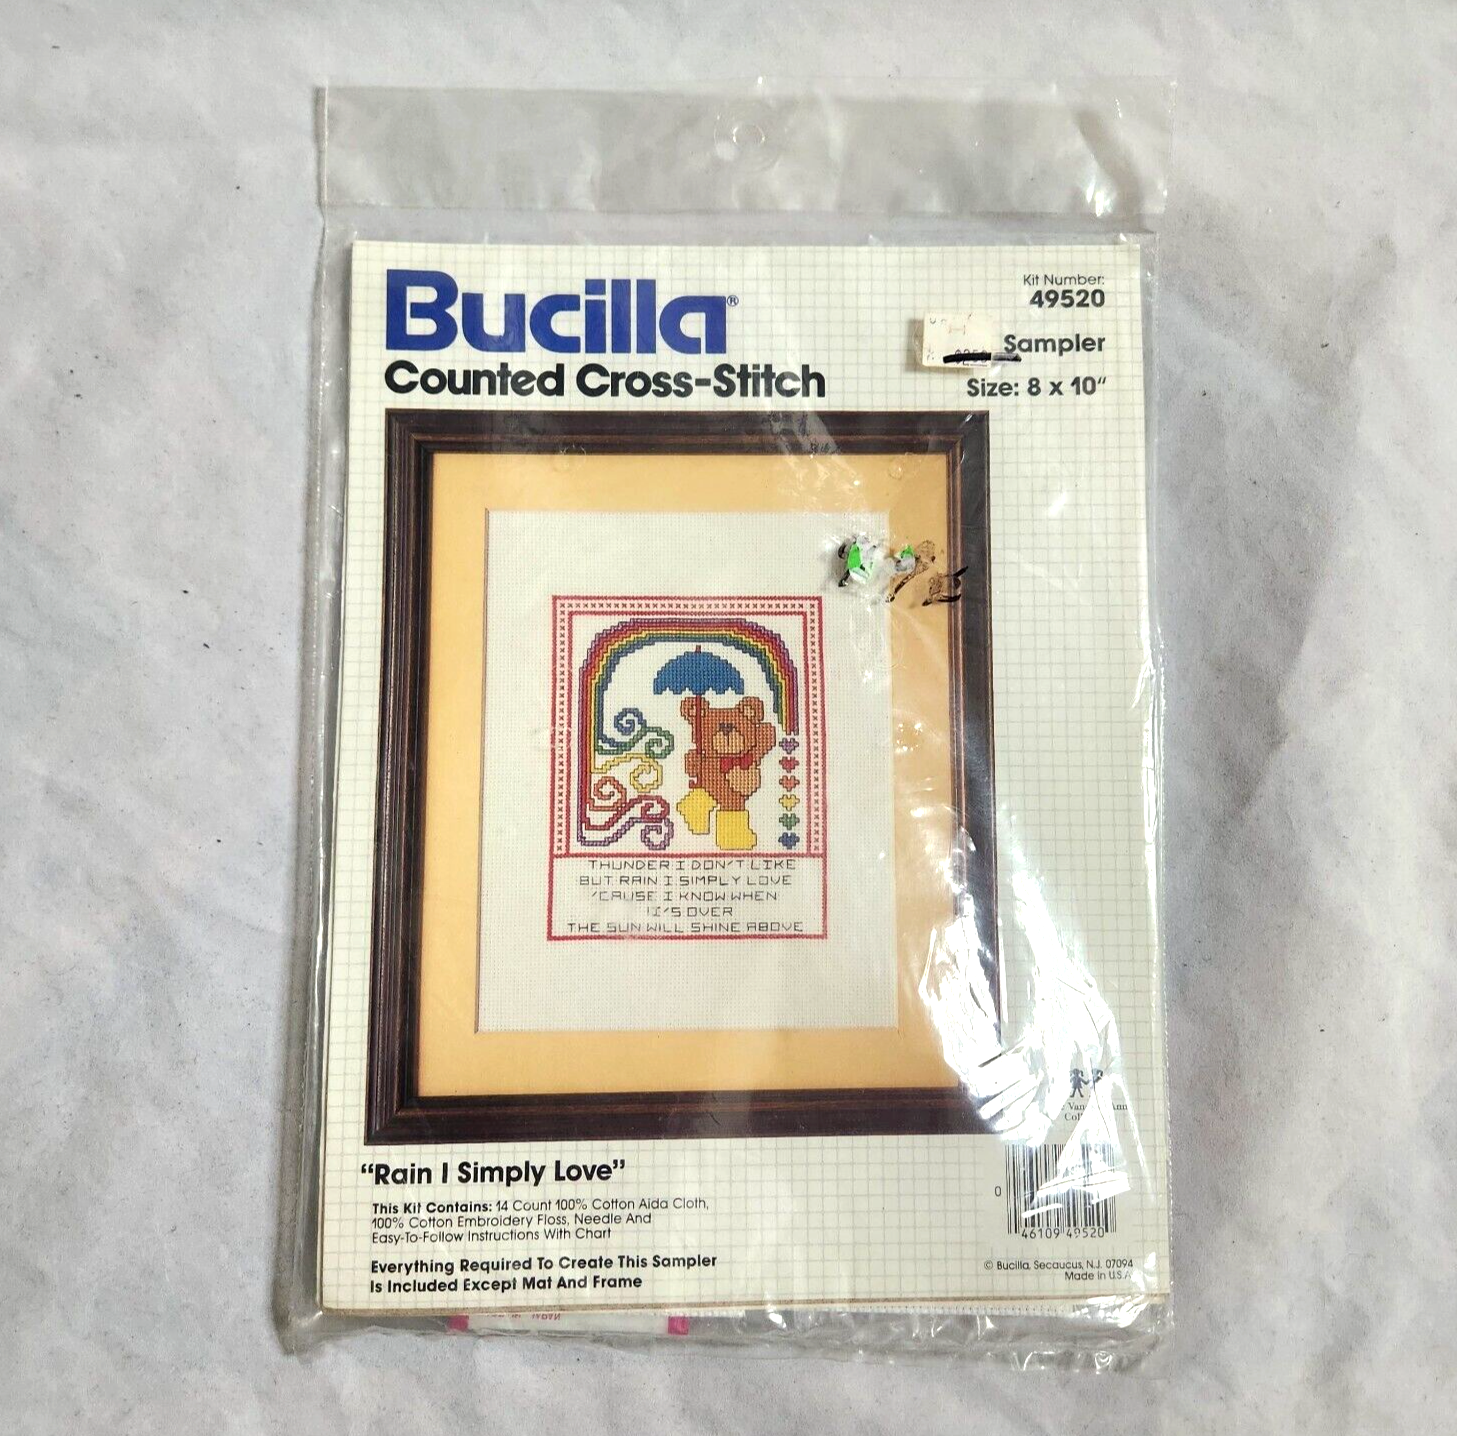 Bucilla®
Counted Cross-Stitch
Kit Number:
49520
Sampler
Size: 8 x 10"
THUNDER I DON'T LIKE
BUT RAIN I SIMPLY LOVE
'CAUSE I KNOW WHEN
IT'S OVER
THE SUN WILL SHINE ABOVE
"Rain I Simply Love"
This Kit Contains: 14 Count 100% Cotton Aida Cloth,
100% Cotton Embroidery Floss, Needle And
Easy-To-Follow Instructions With Chart
Everything Required To Create This Sampler
Is Included Except Mat And Frame
Van
0
46109 49520
© Bucilla, Secaucus, N.J. 07094
Made in U.S.A.